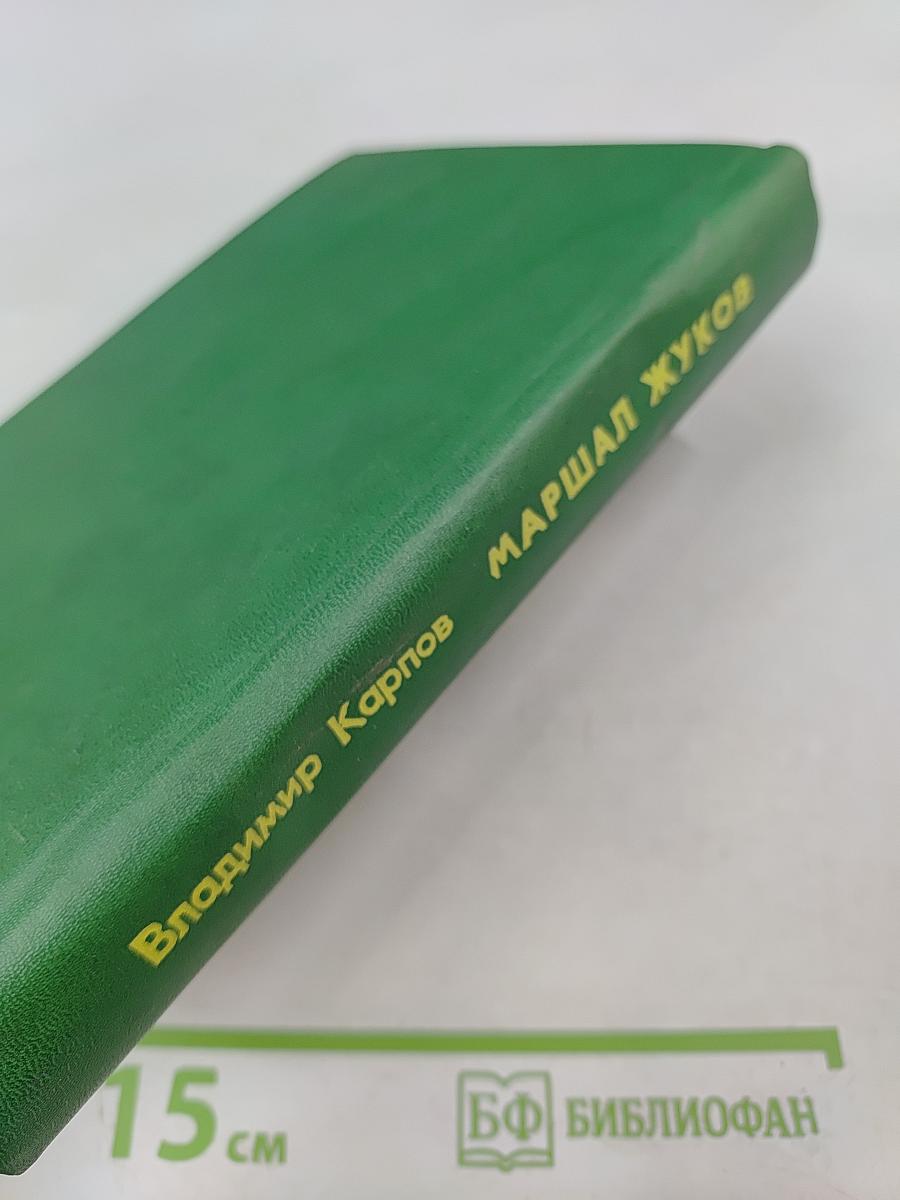 Владимир Карпов МАРШАЛ ЖУКОВ
15 см
БФ БИБЛИОФАН